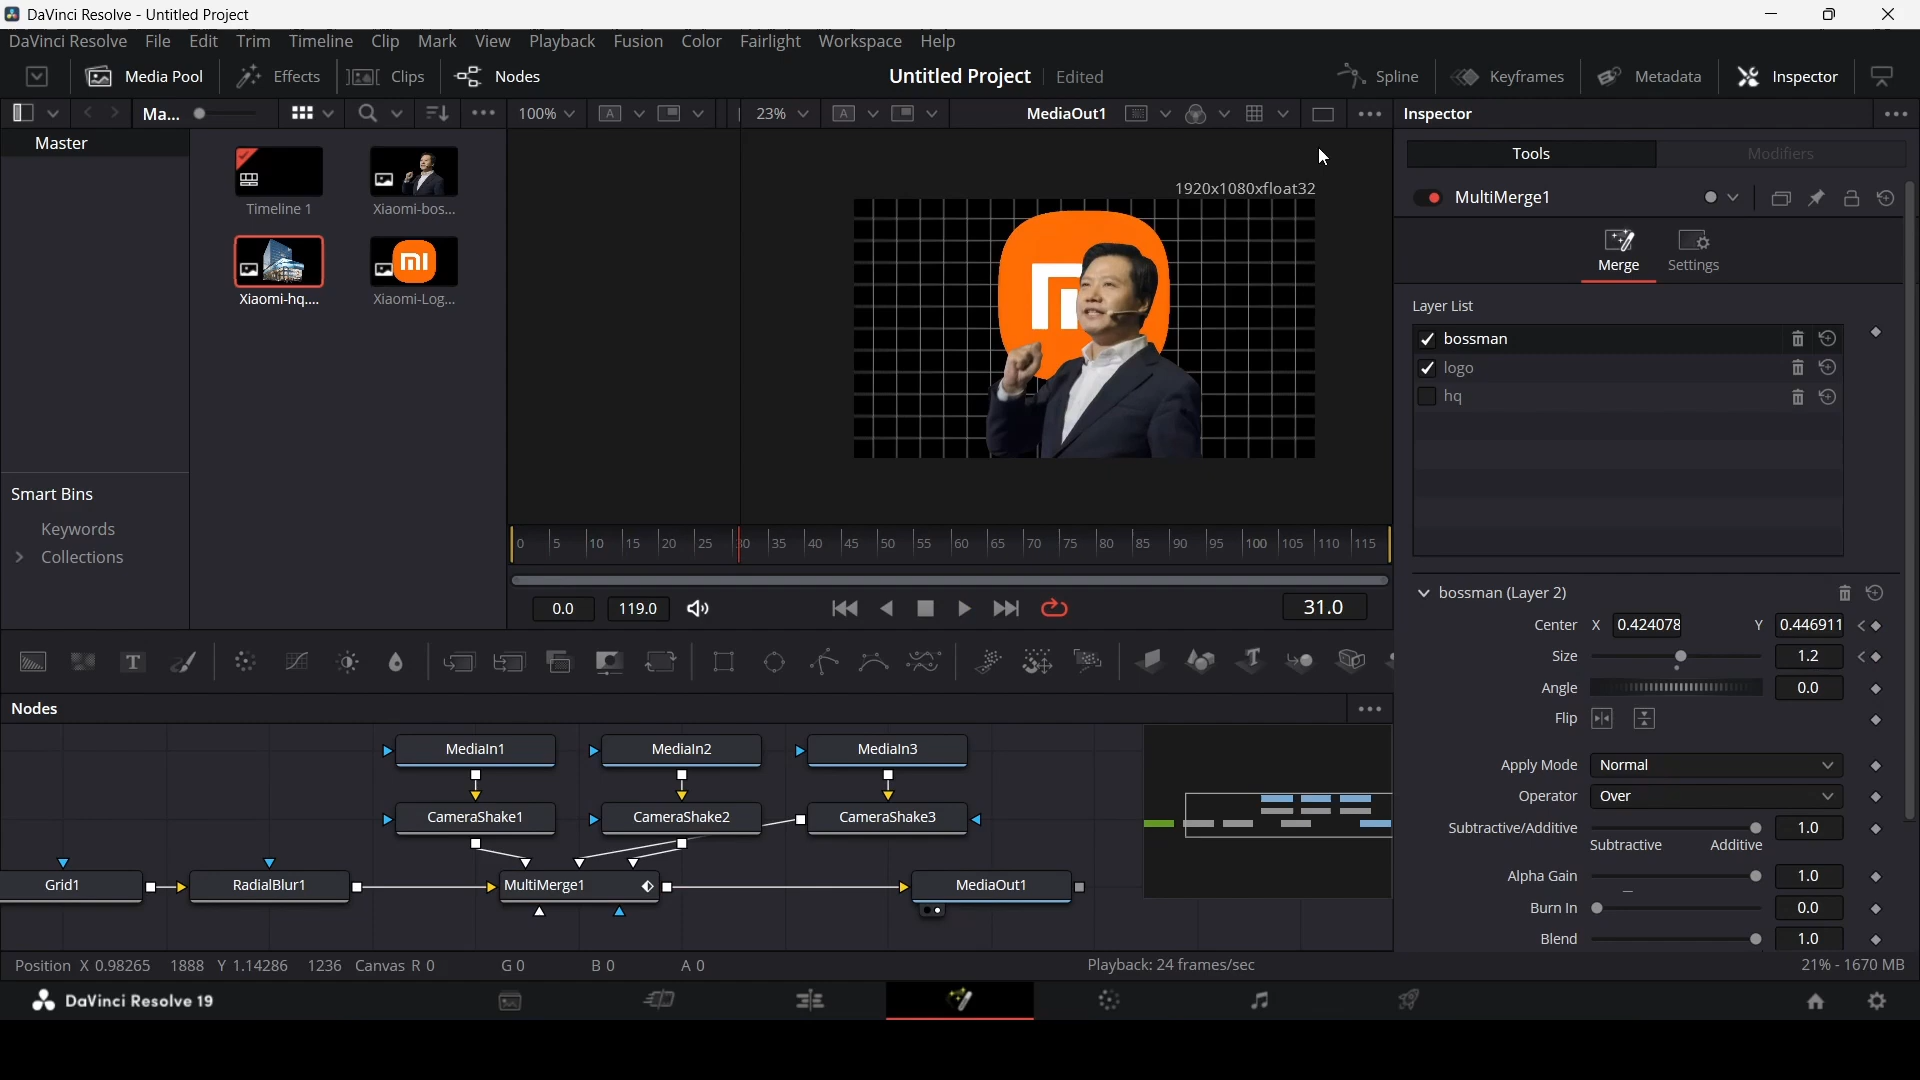 DaVinci Resolve - Untitled Project
DaVinci Resolve File Edit Trim Timeline Clip Mark View Playback Fusion Color Fairlight Workspace Help
Media Pool Effects Clips Nodes Untitled Project Edited Spline Keyframes Metadata Inspector
Ma... 100% A 23% A MediaOut1 Inspector
Master
Tools Modifiers
1920x1080xfloat32
Timeline 1 Xiaomi-bos...
MultiMerge1
Merge Settings
Xiaomi-hq.... Xiaomi-Log...
Layer List
bossman
logo
hq
Smart Bins
Keywords
Collections
0 5 10 15 20 25 30 35 40 45 50 55 60 65 70 75 80 85 90 95 100 105 110 115
0.0 119.0 31.0
bossman (Layer 2)
Center X 0.424078 Y 0.446911
Size 1.2
Angle 0.0
Flip
Nodes
MediaIn1 MediaIn2 MediaIn3
CameraShake1 CameraShake2 CameraShake3
Grid1 RadialBlur1 MultiMerge1 MediaOut1
Apply Mode Normal
Operator Over
Subtractive/Additive 1.0
Subtractive Additive
Alpha Gain 1.0
Burn In 0.0
Blend 1.0
Position X 0.98265 1888 Y 1.14286 1236 Canvas R 0 G 0 B 0 A 0 Playback: 24 frames/sec 21% - 1670 MB
DaVinci Resolve 19